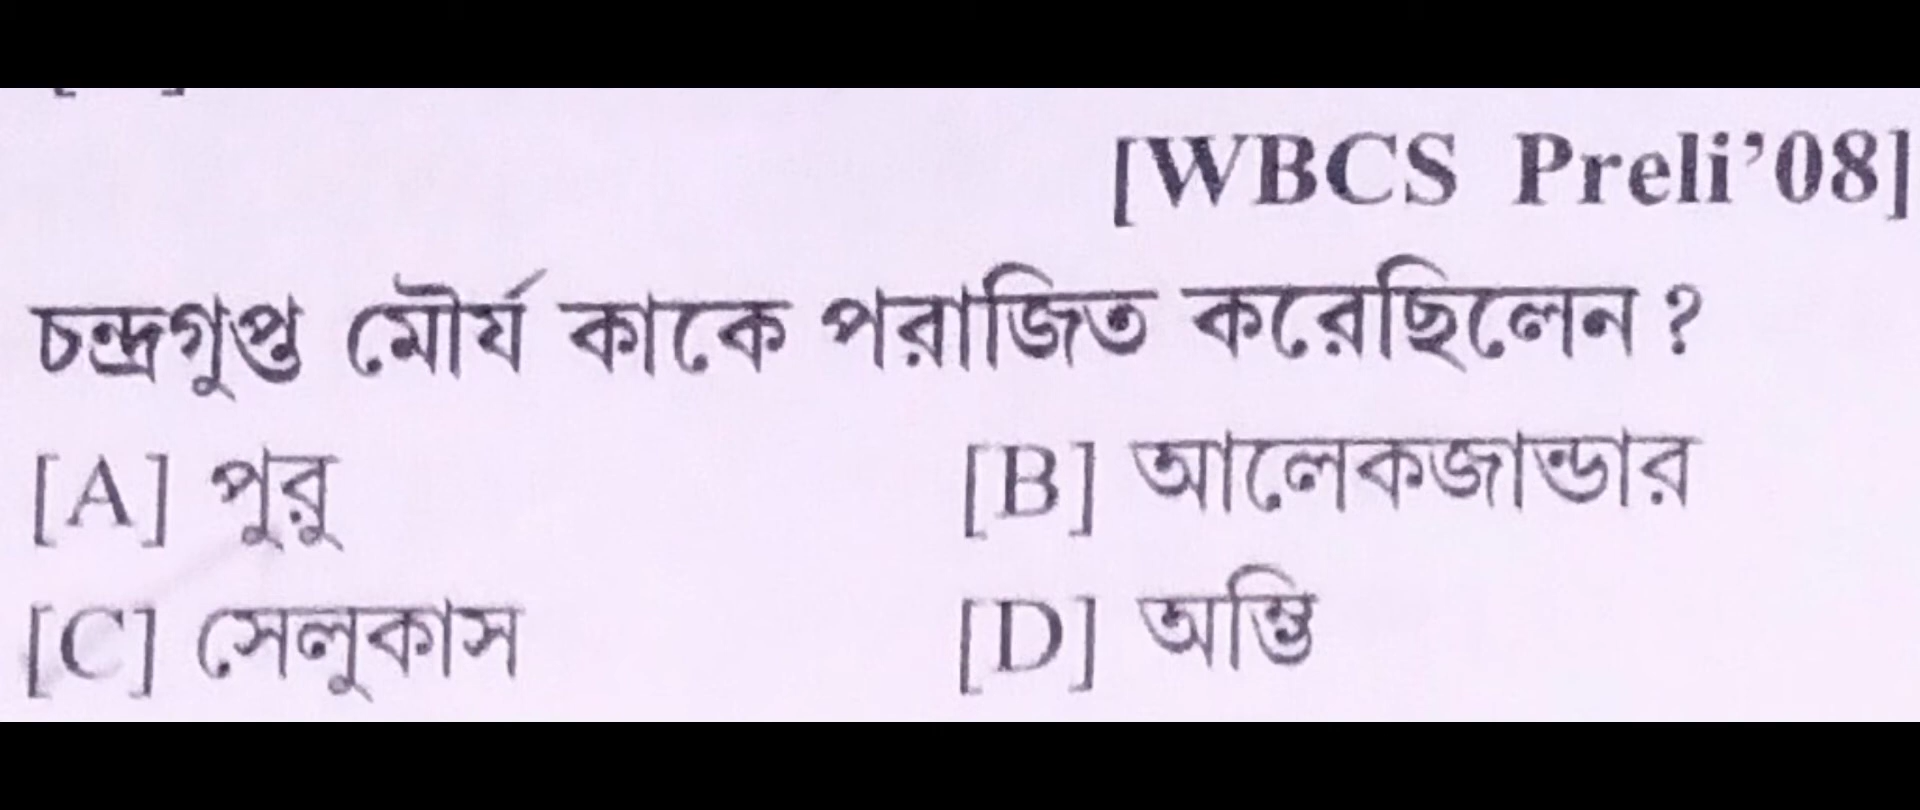 [WBCS Preli’08]
চন্দ্রগুপ্ত মৌর্য কাকে পরাজিত করেছিলেন ?
[A] পুরু [B] আলেকজান্ডার
[C] সেলুকাস [D] অম্ভি